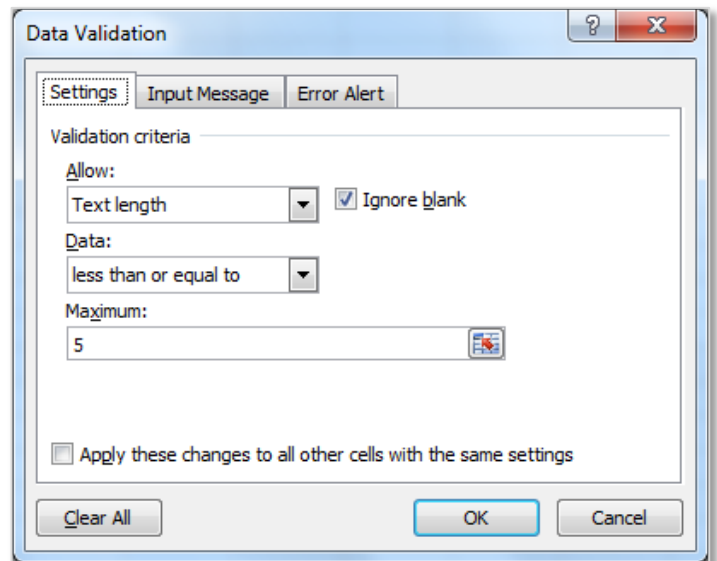 Data Validation
Settings Input Message Error Alert
Validation criteria
Allow:
Text length Ignore blank
Data:
less than or equal to
Maximum:
5
Apply these changes to all other cells with the same settings
Clear All OK Cancel